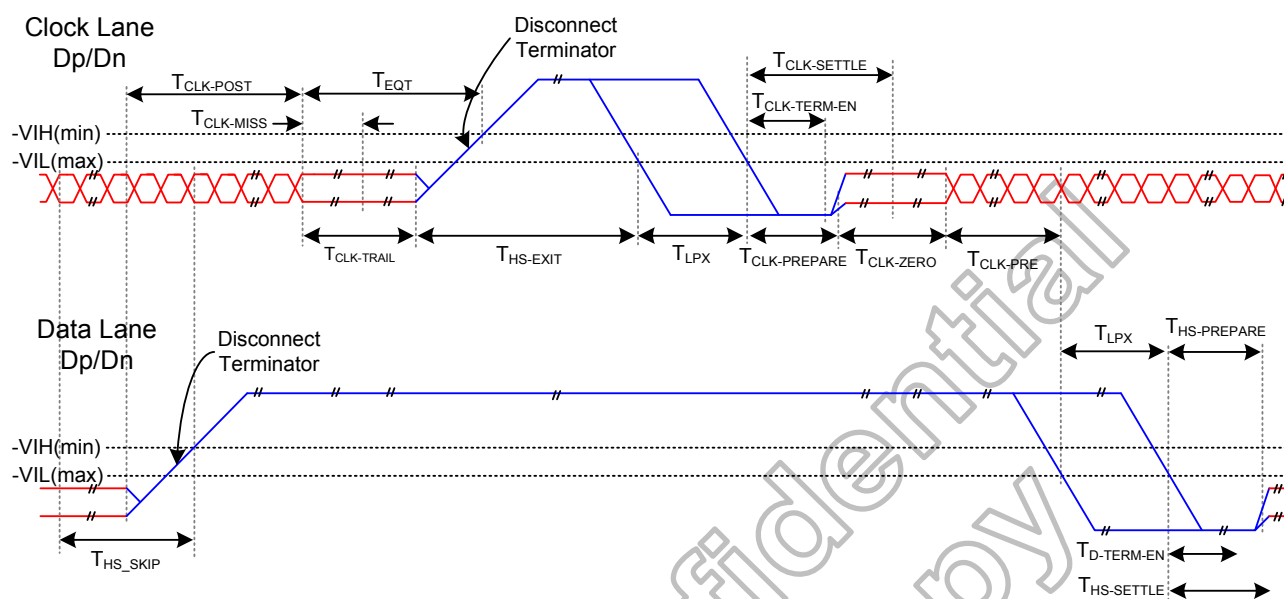 Clock Lane
Dp/Dn
Disconnect
Terminator
TCLK-POST
TEQT
TCLK-SETTLE
TCLK-MISS
TCLK-TERM-EN
-VIH(min)
-VIL(max)
TCLK-TRAIL
THS-EXIT
TLPX
TCLK-PREPARE
TCLK-ZERO
TCLK-PRE
Data Lane
Dp/Dn
Disconnect
Terminator
TLPX
THS-PREPARE
-VIH(min)
-VIL(max)
THS_SKIP
TD-TERM-EN
THS-SETTLE
fidential
py